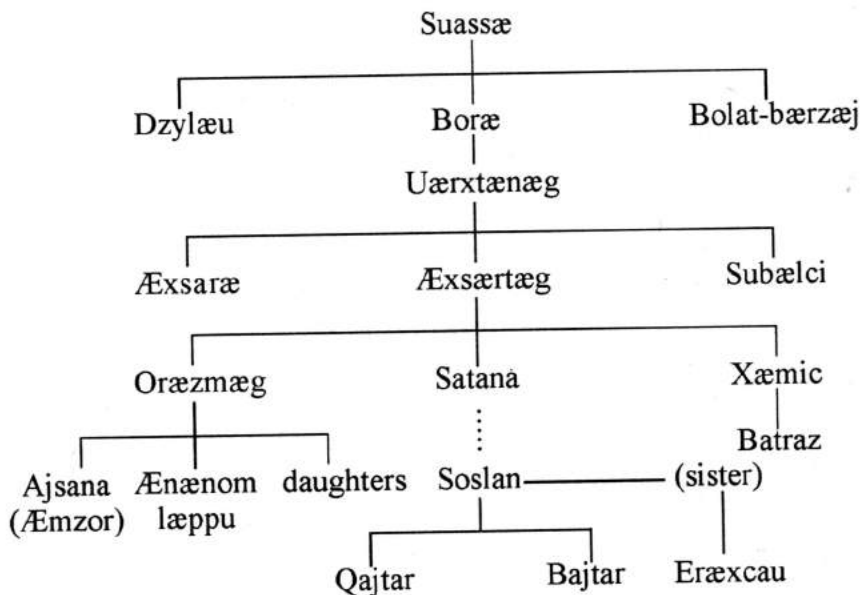 Suassæ
Dzylæu Boræ Bolat-bærzæj
Uærxtænæg
Æxsaræ Æxsærtæg Subælci
Oræzmæg Satana Xæmic
Batraz
Ajsana Ænænom daughters Soslan (sister)
(Æmzor) læppu
Qajtar Bajtar Eræxcau